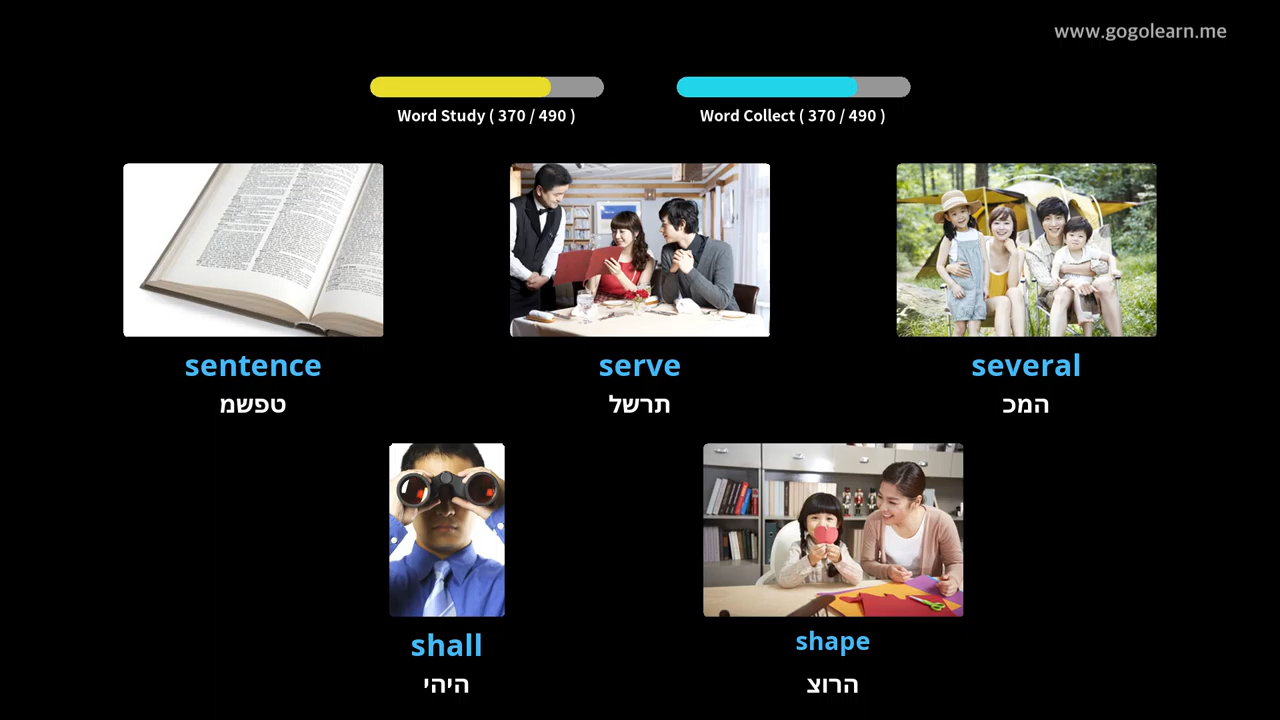 www.gogolearn.me
Word Study ( 370 / 490 )
Word Collect ( 370 / 490 )
sentence
טפשמ
serve
תרשל
several
המכ
shall
היהי
shape
הרוצ